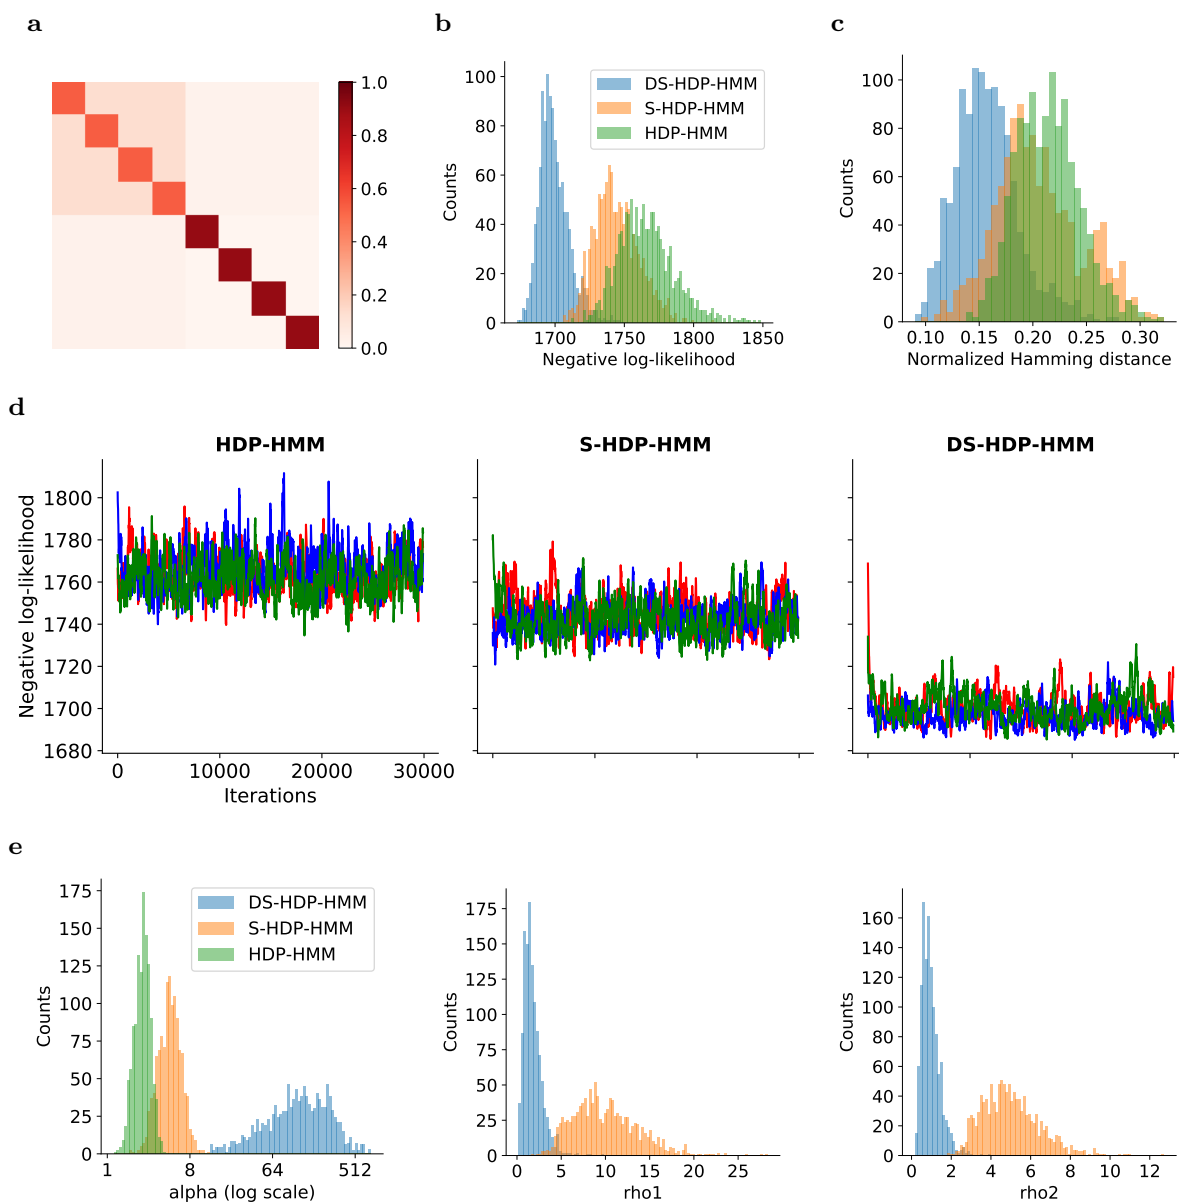 a
1.0
0.8
0.6
0.4
0.2
0.0
b
100
80
60
40
20
0
Counts
DS-HDP-HMM
S-HDP-HMM
HDP-HMM
1700 1750 1800 1850
Negative log-likelihood
c
100
80
60
40
20
0
Counts
0.10 0.15 0.20 0.25 0.30
Normalized Hamming distance
d
HDP-HMM
S-HDP-HMM
DS-HDP-HMM
Negative log-likelihood
1800
1780
1760
1740
1720
1700
1680
0 10000 20000 30000
Iterations
e
175
150
125
100
75
50
25
0
Counts
DS-HDP-HMM
S-HDP-HMM
HDP-HMM
1 8 64 512
alpha (log scale)
175
150
125
100
75
50
25
0
Counts
0 5 10 15 20 25
rho1
160
140
120
100
80
60
40
20
0
Counts
0 2 4 6 8 10 12
rho2